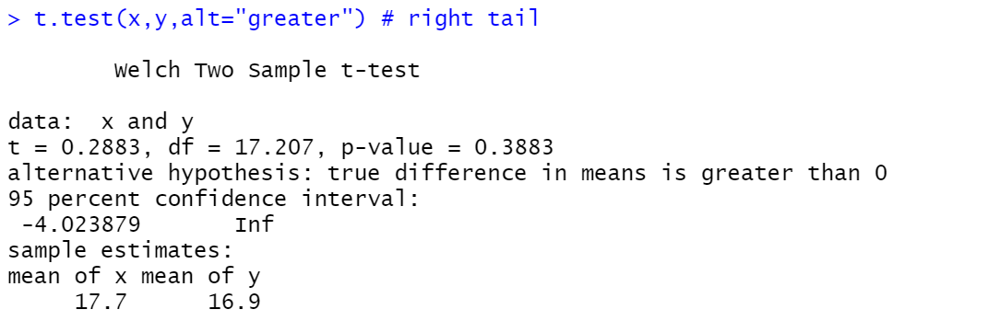 > t.test(x,y,alt="greater") # right tail
Welch Two Sample t-test
data:  x and y
t = 0.2883, df = 17.207, p-value = 0.3883
alternative hypothesis: true difference in means is greater than 0
95 percent confidence interval:
 -4.023879       Inf
sample estimates:
mean of x mean of y
     17.7      16.9